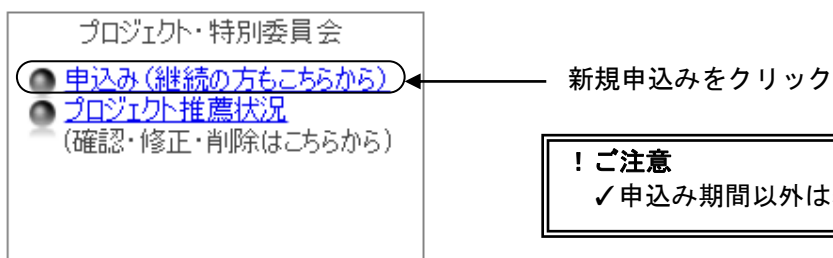 プロジェクト・特別委員会
申込み(継続の方もこちらから)
プロジェクト推薦状況
(確認・修正・削除はこちらから)
新規申込みをクリック
！ご注意
✓申込み期間以外は